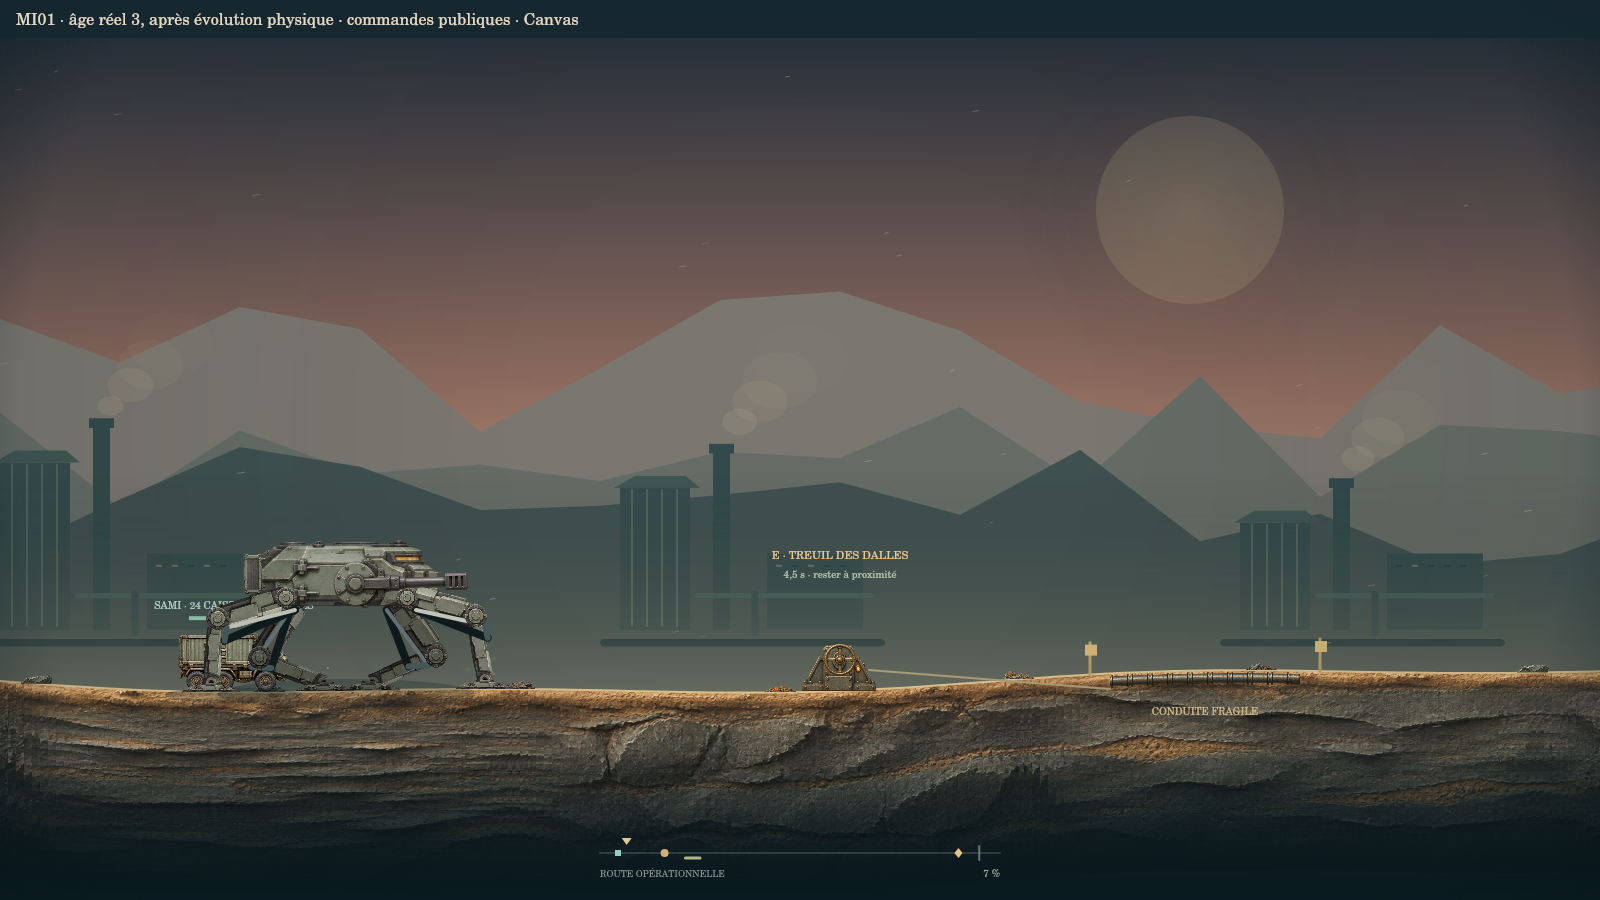 MI01 · âge réel 3, après évolution physique · commandes publiques · Canvas
E · TREUIL DES DALLES
4,5 s · rester à proximité
SAMI · 24
CONDUITE FRAGILE
ROUTE OPÉRATIONNELLE
7 %